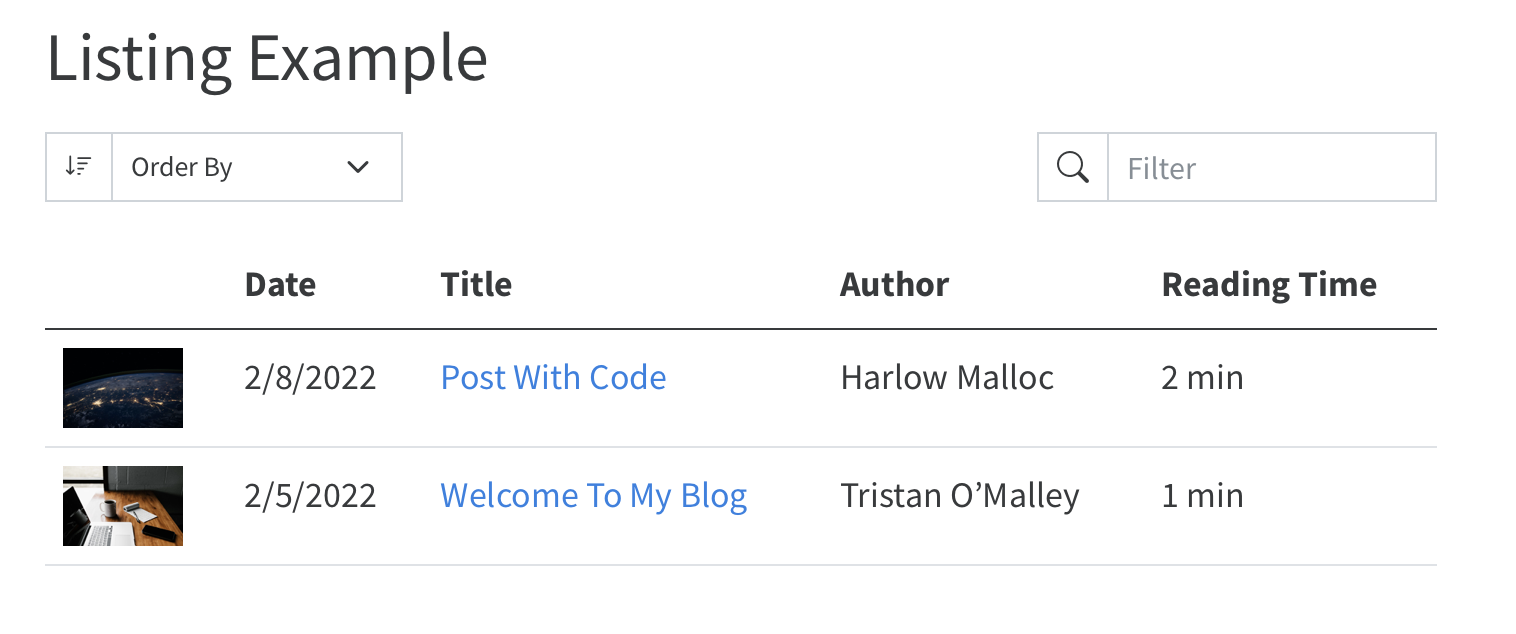 Listing Example
Order By Filter
Date Title Author Reading Time
2/8/2022 Post With Code Harlow Malloc 2 min
2/5/2022 Welcome To My Blog Tristan O’Malley 1 min